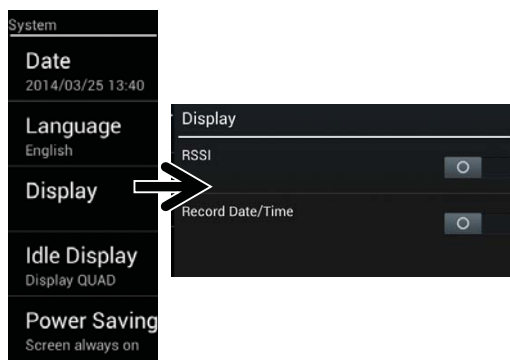 System
Date
2014/03/25 13:40
Language
English
Display
Idle Display
Display QUAD
Power Saving
Screen always on
Display
RSSI
Record Date/Time